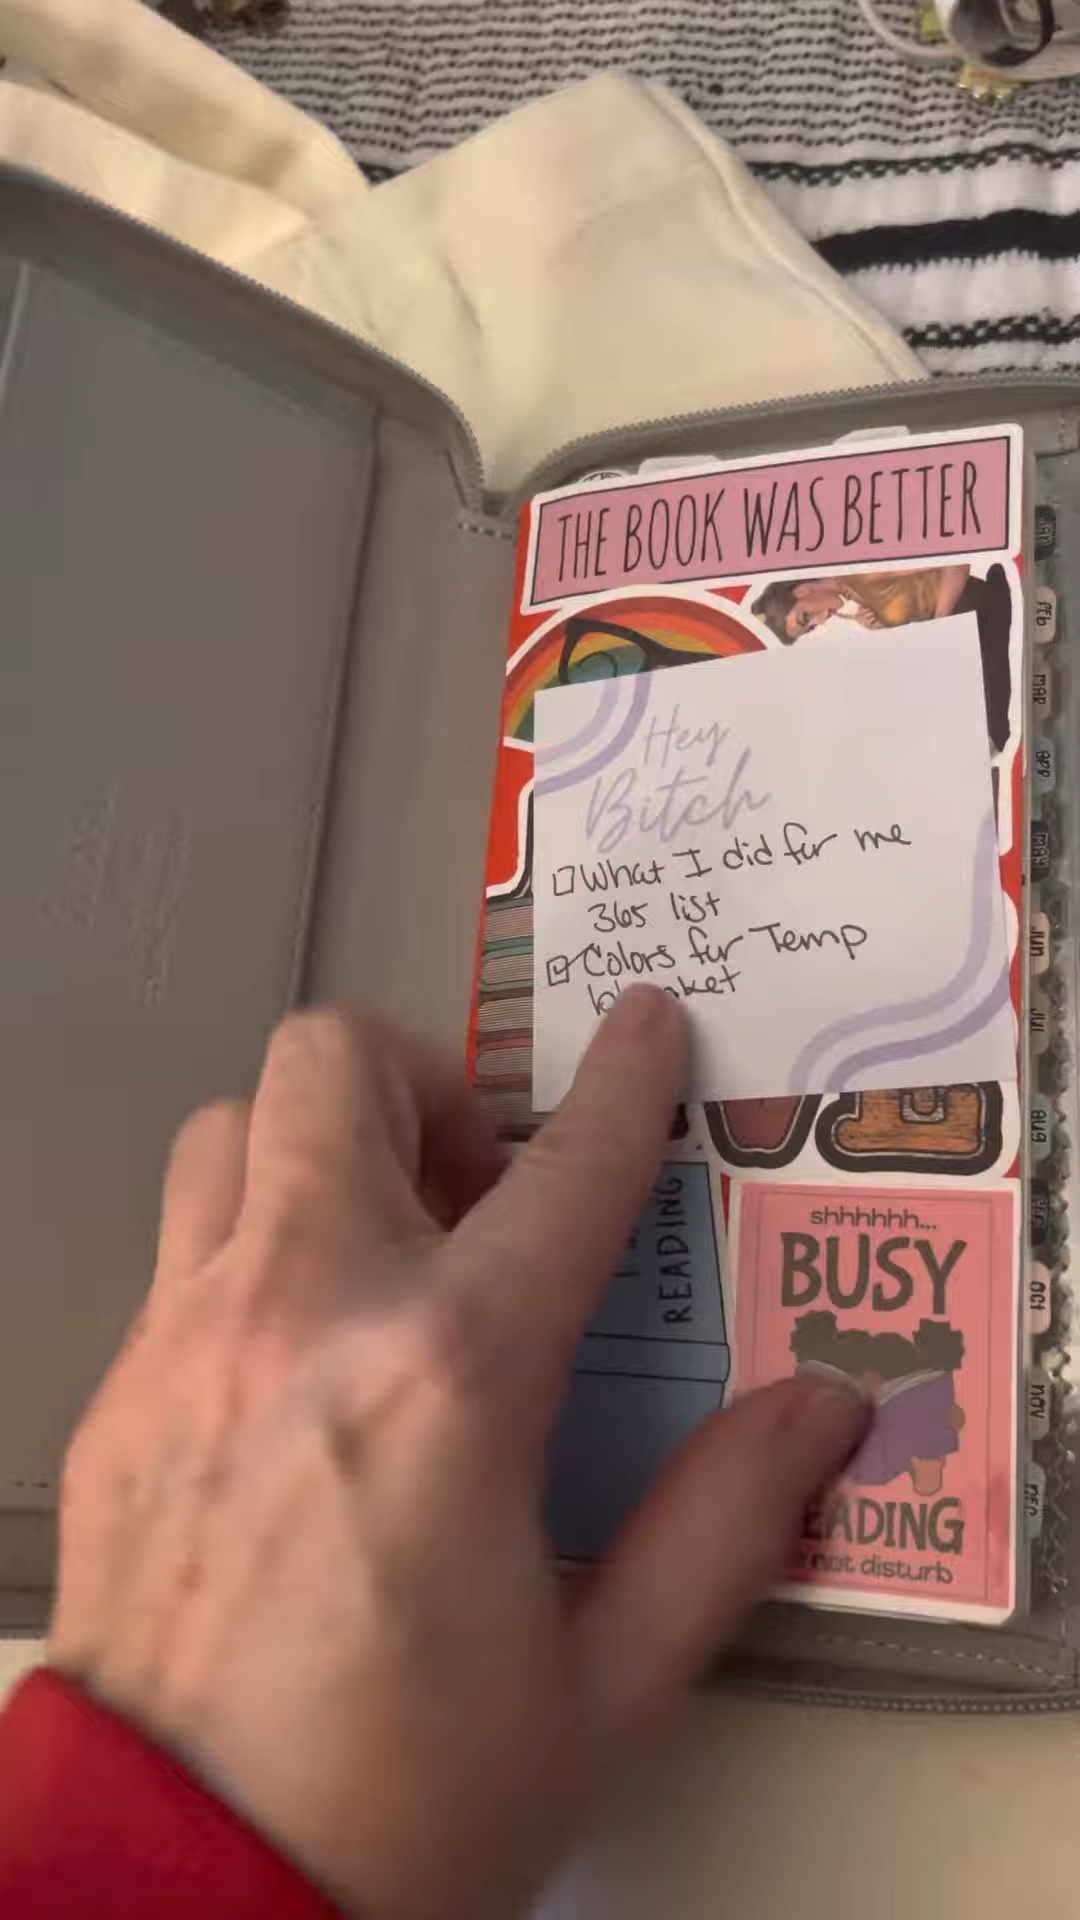 THE BOOK WAS BETTER
Hey
Bitch
What I did for me
365 list
Colors for Temp
READING
shhhhhh...
BUSY
not disturb
FEB
MAR
APR
MAY
JUN
JUL
AUG
OCT
NOV
DEC